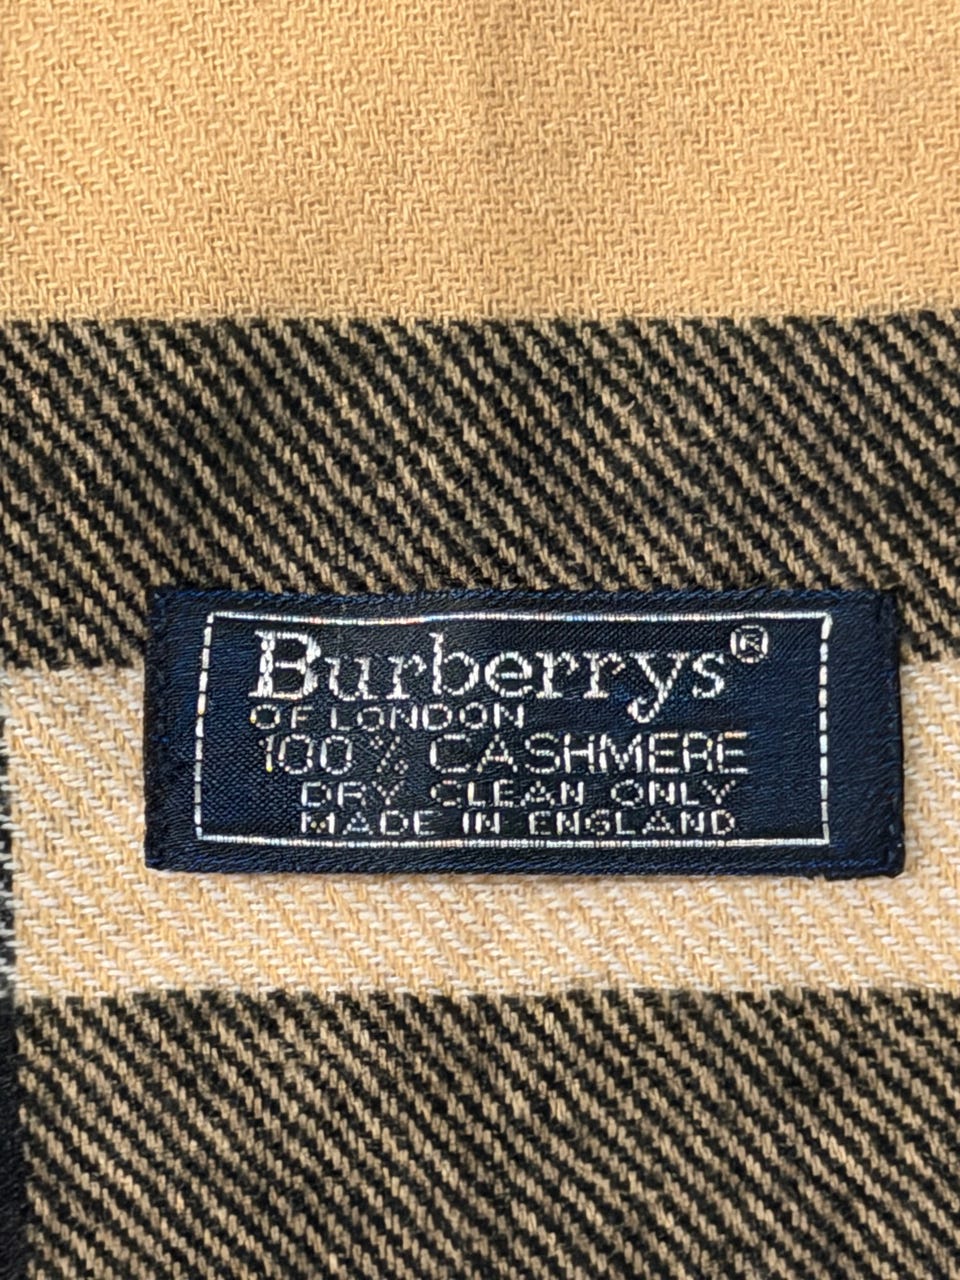 Burberrys®
OF LONDON
100 % CASHMERE
DRY CLEAN ONLY
MADE IN ENGLAND